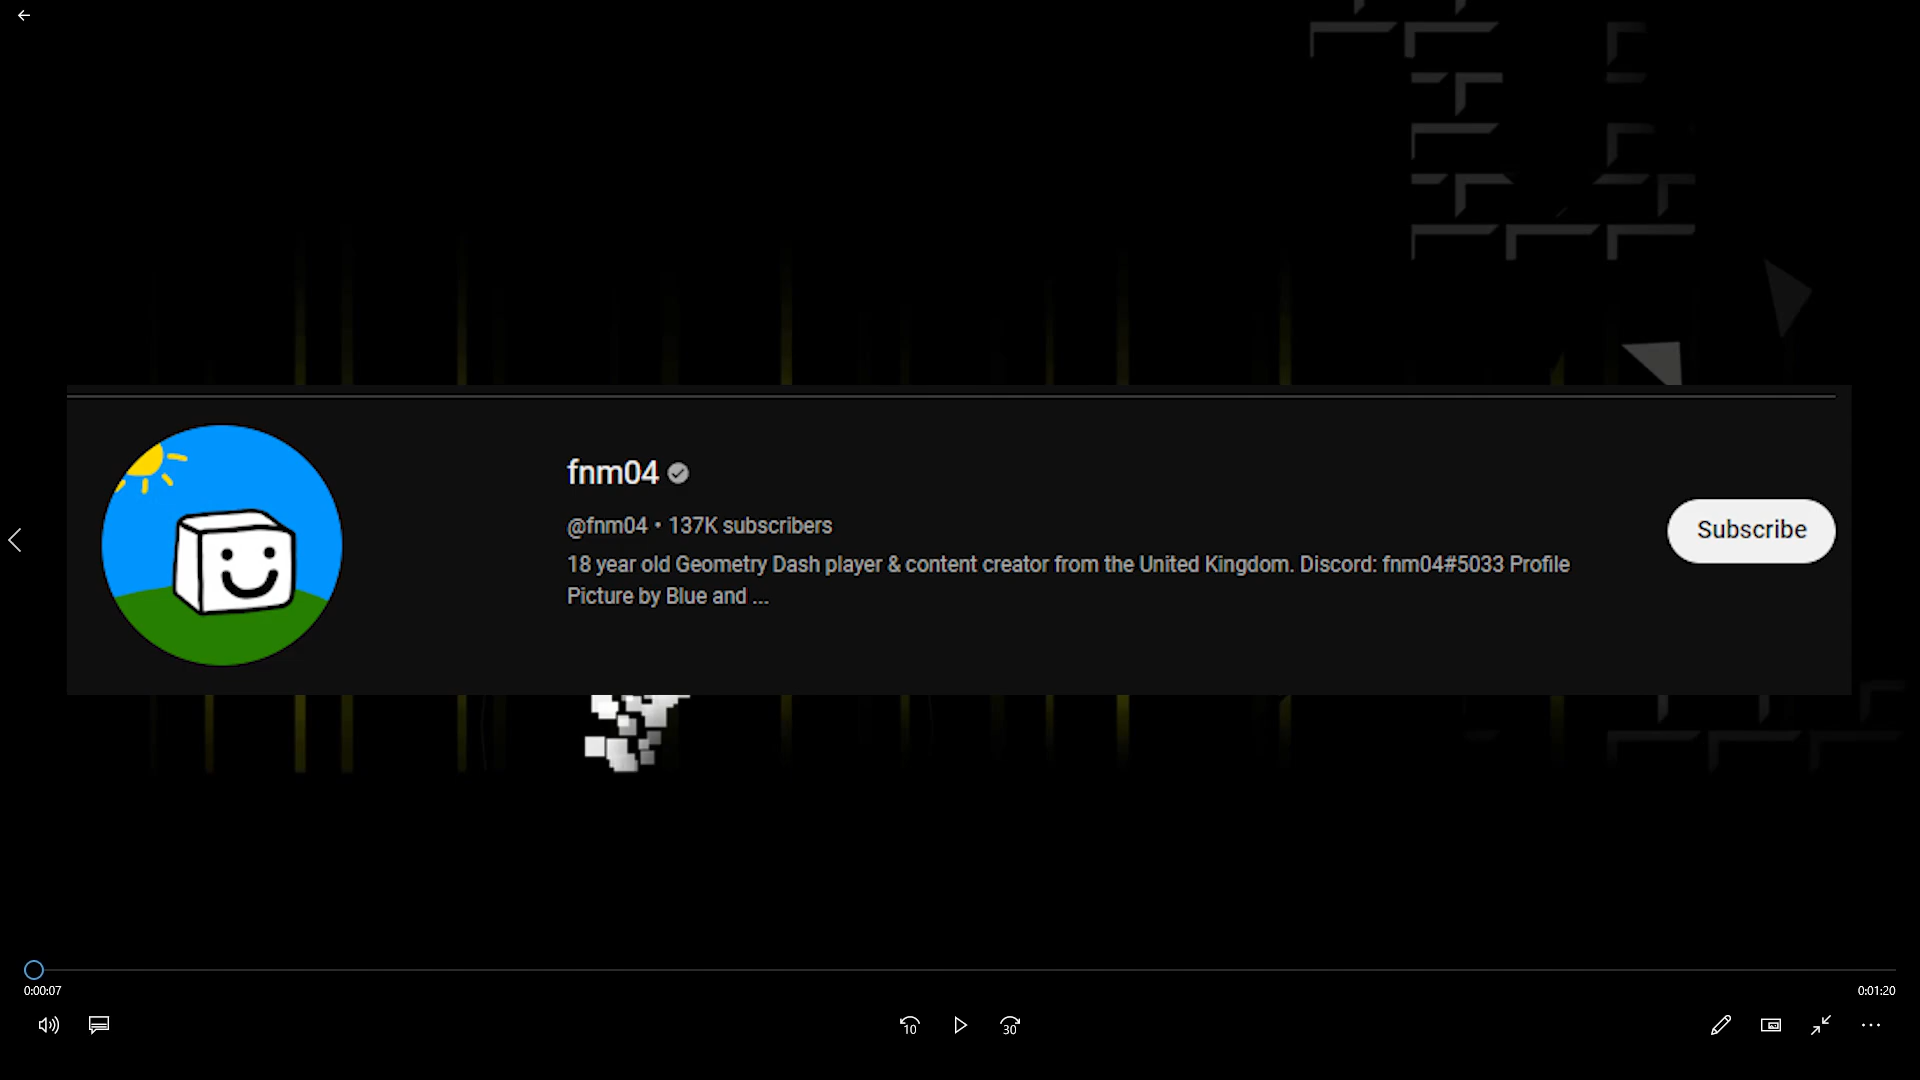 fnm04
@fnm04 • 137K subscribers
18 year old Geometry Dash player & content creator from the United Kingdom. Discord: fnm04#5033 Profile
Picture by Blue and ...
Subscribe
0:00:07
0:01:20
10
30